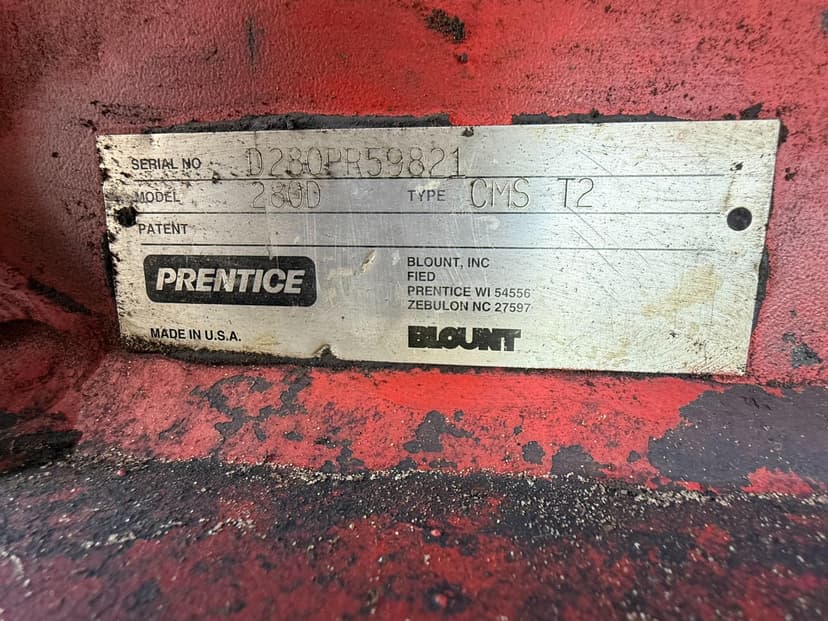 SERIAL NO D280PR59821
MODEL 280D TYPE CMS T2
PATENT
PRENTICE
BLOUNT, INC
FIED
PRENTICE WI 54556
ZEBULON NC 27597
MADE IN U.S.A.
BLOUNT